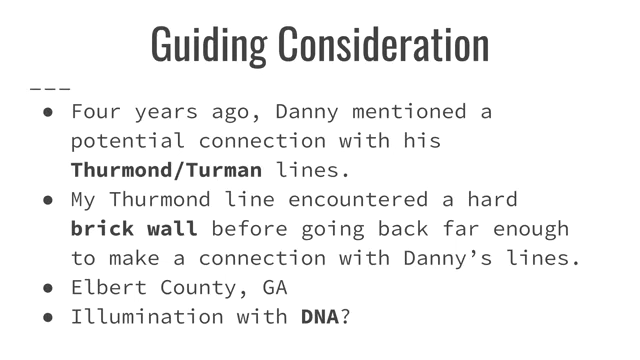 Guiding Consideration
● Four years ago, Danny mentioned a
potential connection with his
Thurmond/Turman lines.
● My Thurmond line encountered a hard
brick wall before going back far enough
to make a connection with Danny’s lines.
● Elbert County, GA
● Illumination with DNA?